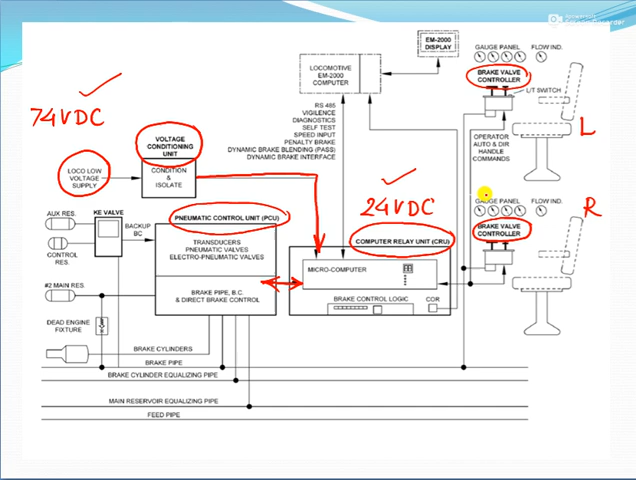 EM-2000
DISPLAY
GAUGE PANEL
FLOW IND.
LOCOMOTIVE
EM-2000
COMPUTER
BRAKE VALVE
CONTROLLER
L/T SWITCH
74VDC
RS 485
VIGILENCE
DIAGNOSTICS
SELF TEST
SPEED INPUT
PENALTY BRAKE
DYNAMIC BRAKE BLENDING (PASS)
DYNAMIC BRAKE INTERFACE
VOLTAGE
CONDITIONING
UNIT
L
OPERATOR
AUTO & DIR
HANDLE
COMMANDS
LOCO LOW
VOLTAGE
SUPPLY
CONDITION
&
ISOLATE
24VDC
GAUGE PANEL
FLOW IND.
R
AUX RES.
KE VALVE
PNEUMATIC CONTROL UNIT (PCU)
BRAKE VALVE
CONTROLLER
BACKUP
BC
CONTROL
RES.
TRANSDUCERS
PNEUMATIC VALVES
ELECTRO-PNEUMATIC VALVES
COMPUTER RELAY UNIT (CRU)
MICRO-COMPUTER
#2 MAIN RES.
BRAKE PIPE, B.C.
& DIRECT BRAKE CONTROL
BRAKE CONTROL LOGIC
COR
DEAD ENGINE
FIXTURE
BRAKE CYLINDERS
BRAKE PIPE
BRAKE CYLINDER EQUALIZING PIPE
MAIN RESERVOIR EQUALIZING PIPE
FEED PIPE